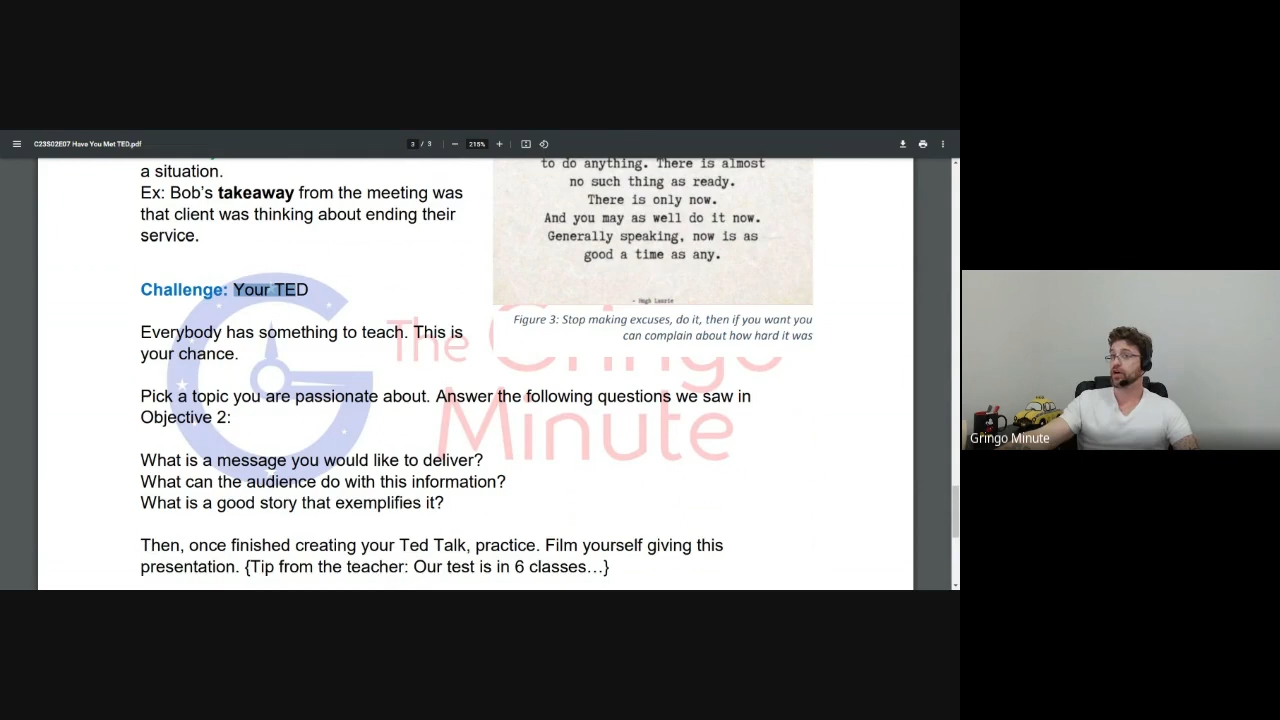 C23S02E07 Have You Met TED.pdf
3 / 3
215%
a situation.
Ex: Bob's takeaway from the meeting was
that client was thinking about ending their
service.
to do anything. There is almost
no such thing as ready.
There is only now.
And you may as well do it now.
Generally speaking, now is as
good a time as any.
- Hugh Laurie
Figure 3: Stop making excuses, do it, then if you want you
can complain about how hard it was
Challenge: Your TED
Everybody has something to teach. This is
your chance.
The Gringo
Minute
Pick a topic you are passionate about. Answer the following questions we saw in
Objective 2:
What is a message you would like to deliver?
What can the audience do with this information?
What is a good story that exemplifies it?
Then, once finished creating your Ted Talk, practice. Film yourself giving this
presentation. {Tip from the teacher: Our test is in 6 classes…}
Gringo Minute